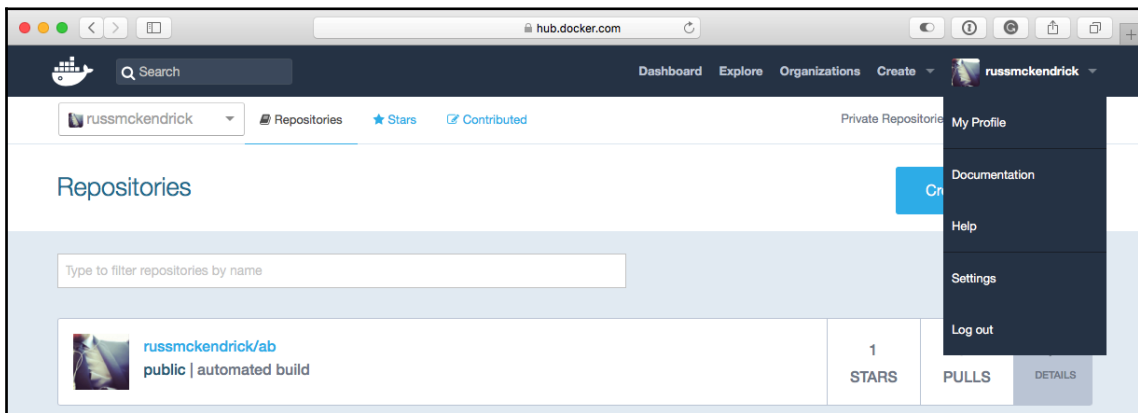 hub.docker.com
Search
Dashboard Explore Organizations Create russmckendrick
russmckendrick Repositories Stars Contributed Private Repositorie
My Profile
Documentation
Help
Settings
Log out
Repositories
Cr
Type to filter repositories by name
russmckendrick/ab
public | automated build
1
STARS
PULLS
DETAILS